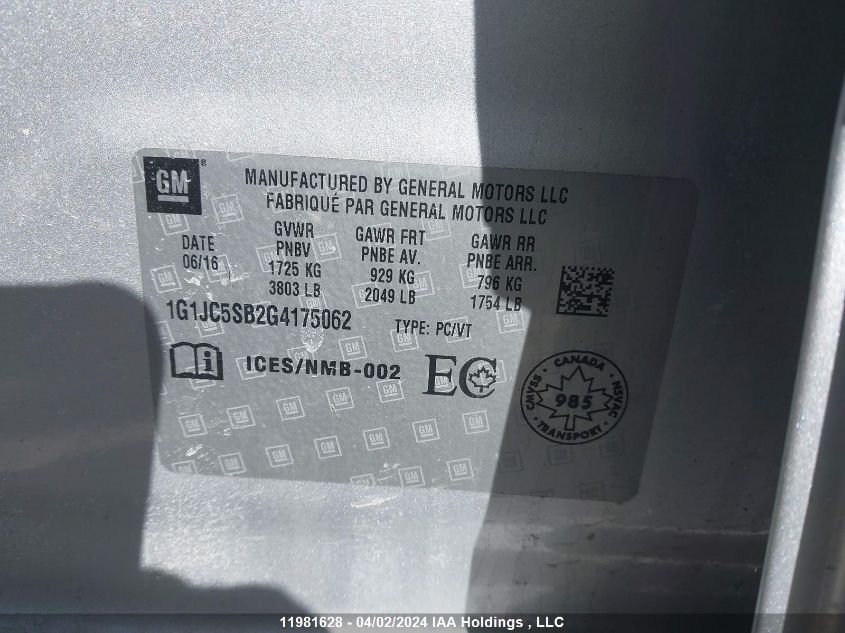 GM®
MANUFACTURED BY GENERAL MOTORS LLC
FABRIQUÉ PAR GENERAL MOTORS LLC
DATE
06/16
GVWR
PNBV
1725 KG
3803 LB
GAWR FRT
PNBE AV.
929 KG
2049 LB
GAWR RR
PNBE ARR.
796 KG
1754 LB
1G1JC5SB2G4175062
TYPE: PC/VT
ICES/NMB-002
EC
CANADA
CMVSS
NSVAC
985
TRANSPORT
11981628 - 04/02/2024 IAA Holdings , LLC